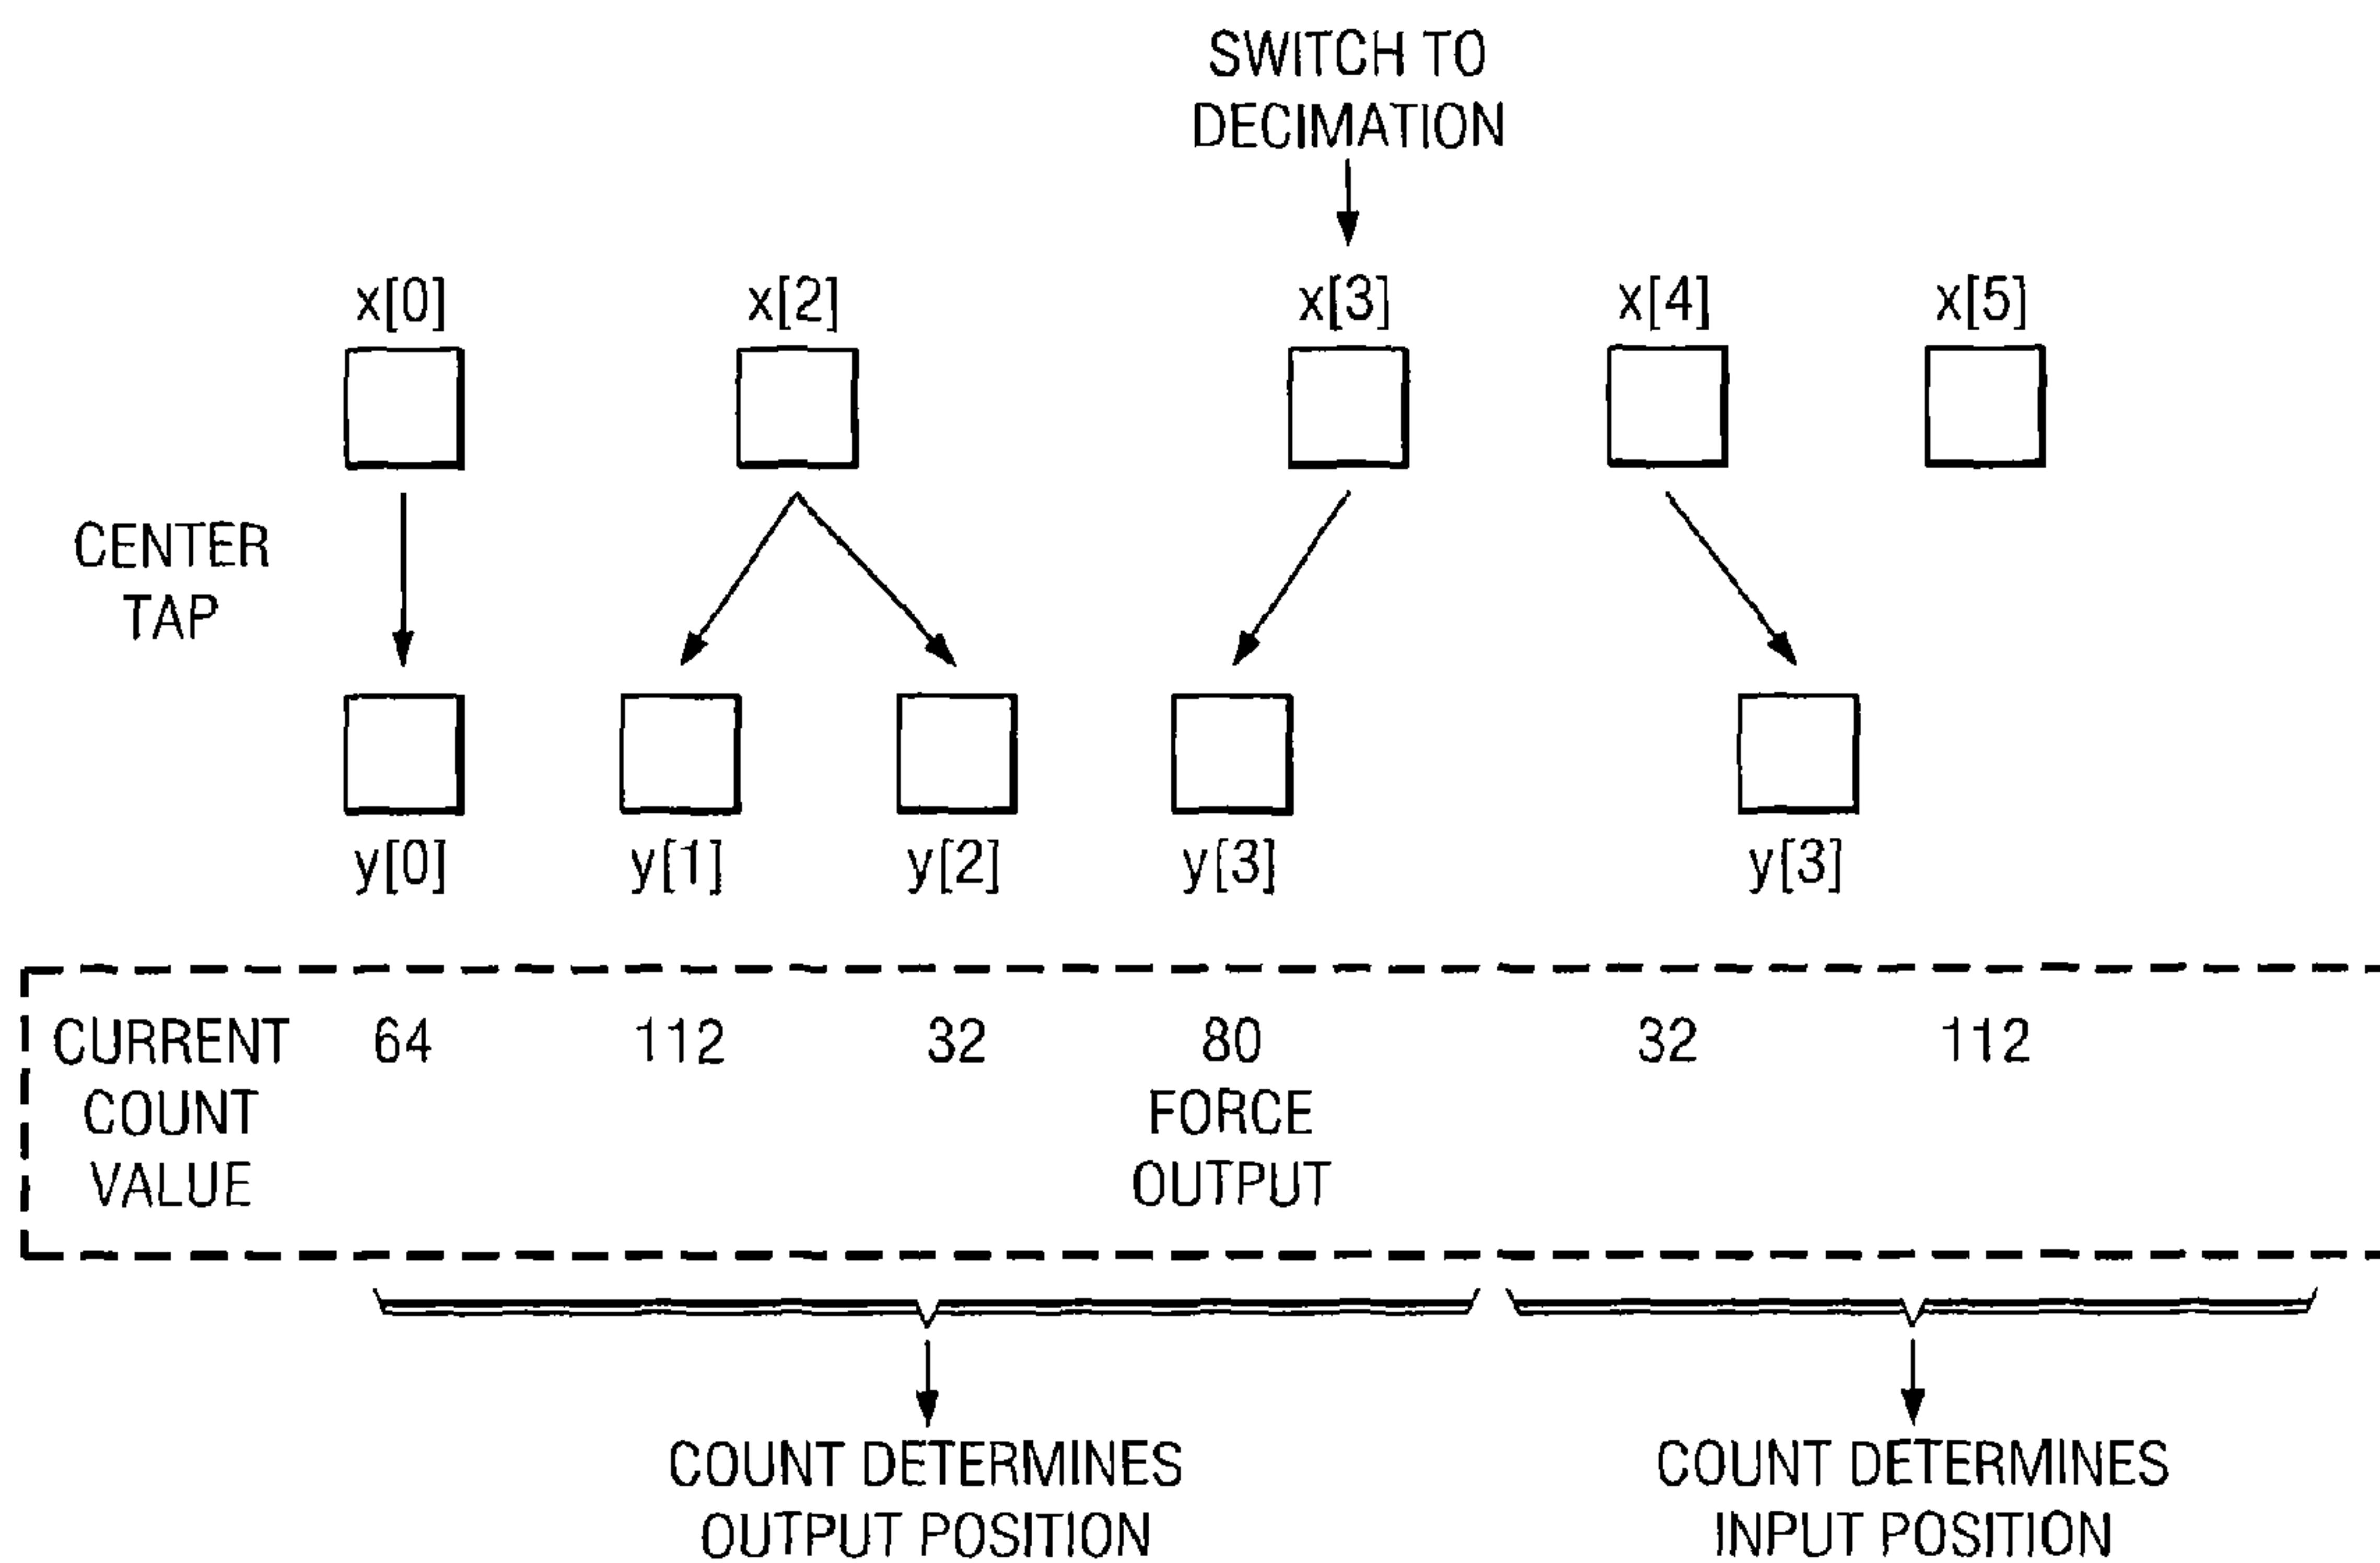 SWITCH TO
DECIMATION
x[0] x[2] x[3] x[4] x[5]
CENTER
TAP
y[0] y[1] y[2] y[3] y[3]
CURRENT 64 112 32 80 32 112
COUNT FORCE
VALUE OUTPUT
COUNT DETERMINES
OUTPUT POSITION
COUNT DETERMINES
INPUT POSITION